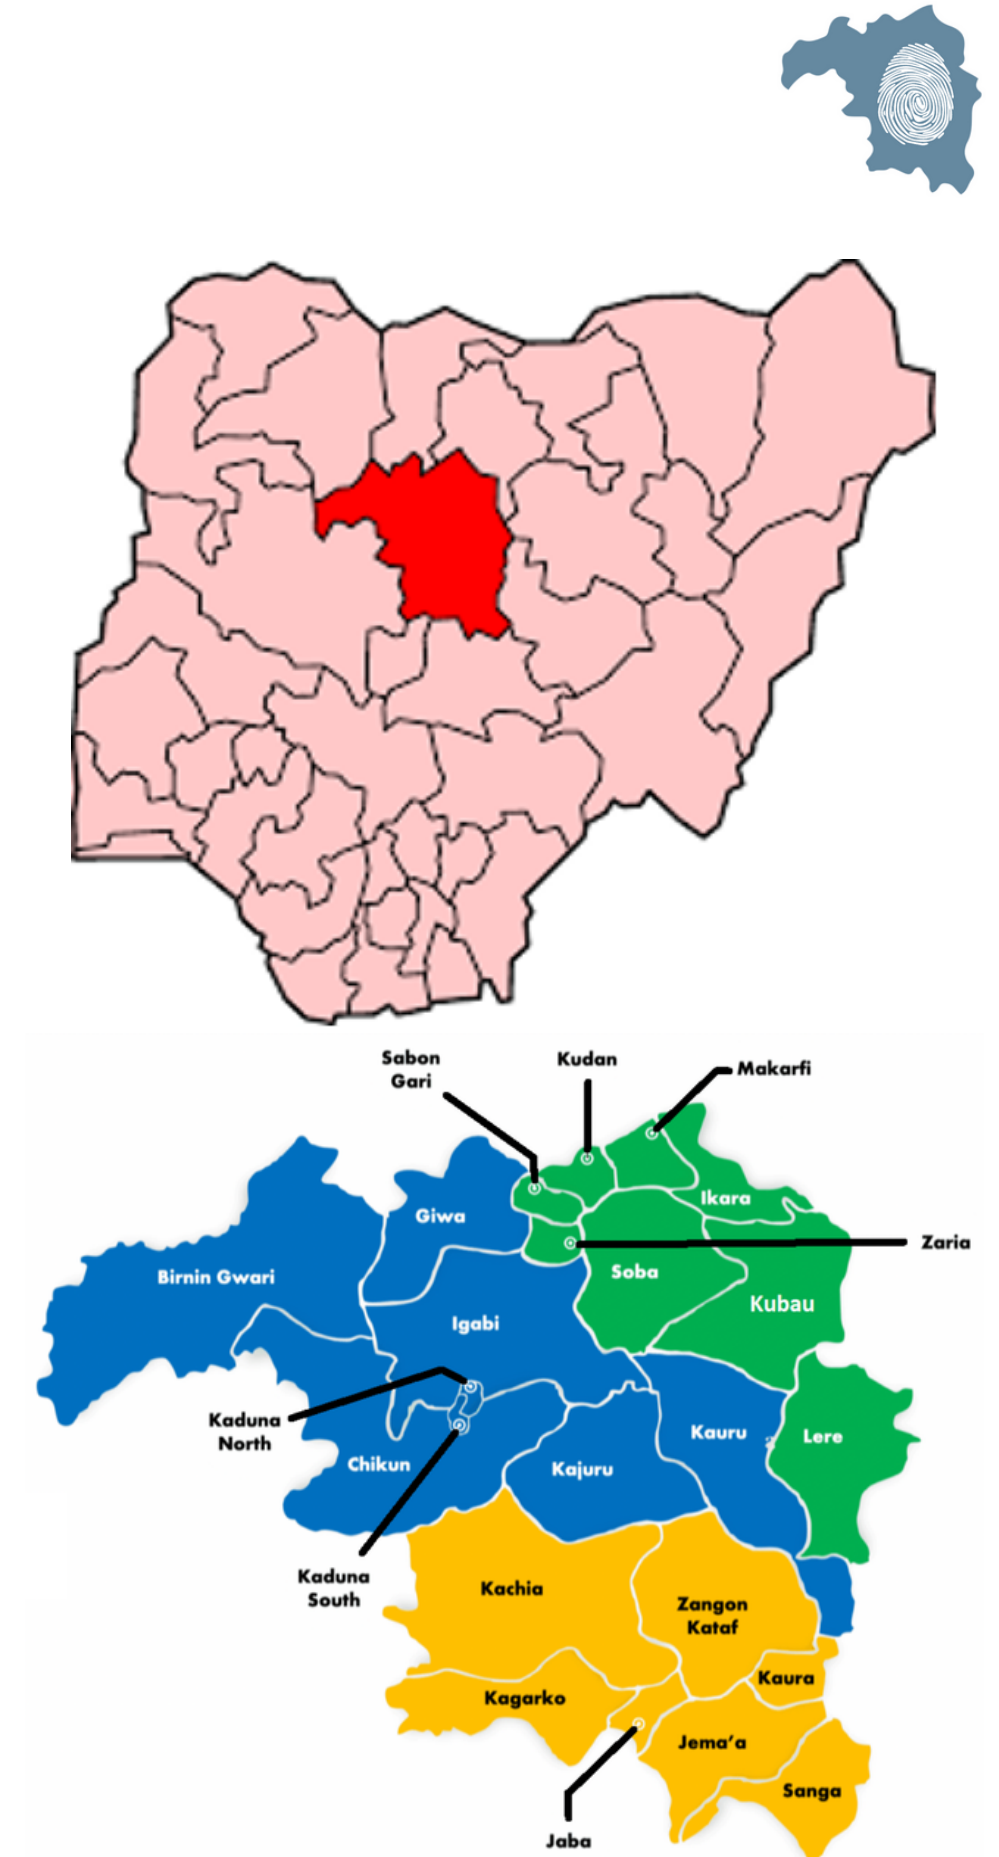 Sabon
Gari
Kudan
Makarfi
Ikara
Giwa
Zaria
Soba
Birnin Gwari
Kubau
Igabi
Kaduna
North
Kauru
Lere
Chikun
Kajuru
Kaduna
South
Kachia
Zangon
Kataf
Kaura
Kagarko
Jema’a
Sanga
Jaba